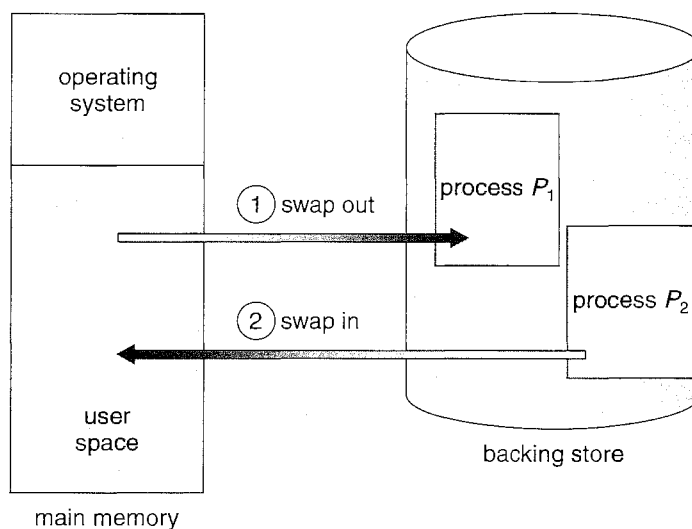 operating
system
process P₁
1 swap out
process P₂
2 swap in
user
space
backing store
main memory